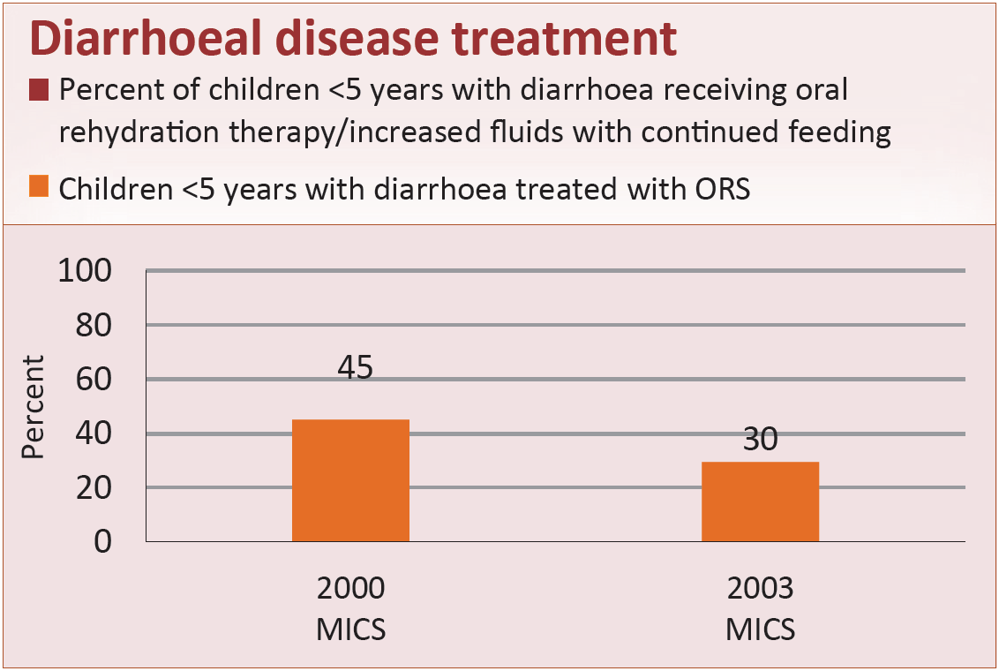 Diarrhoeal disease treatment
Percent of children <5 years with diarrhoea receiving oral
rehydration therapy/increased fluids with continued feeding
Children <5 years with diarrhoea treated with ORS
100
80
60
40
20
0
Percent
45
30
2000
MICS
2003
MICS